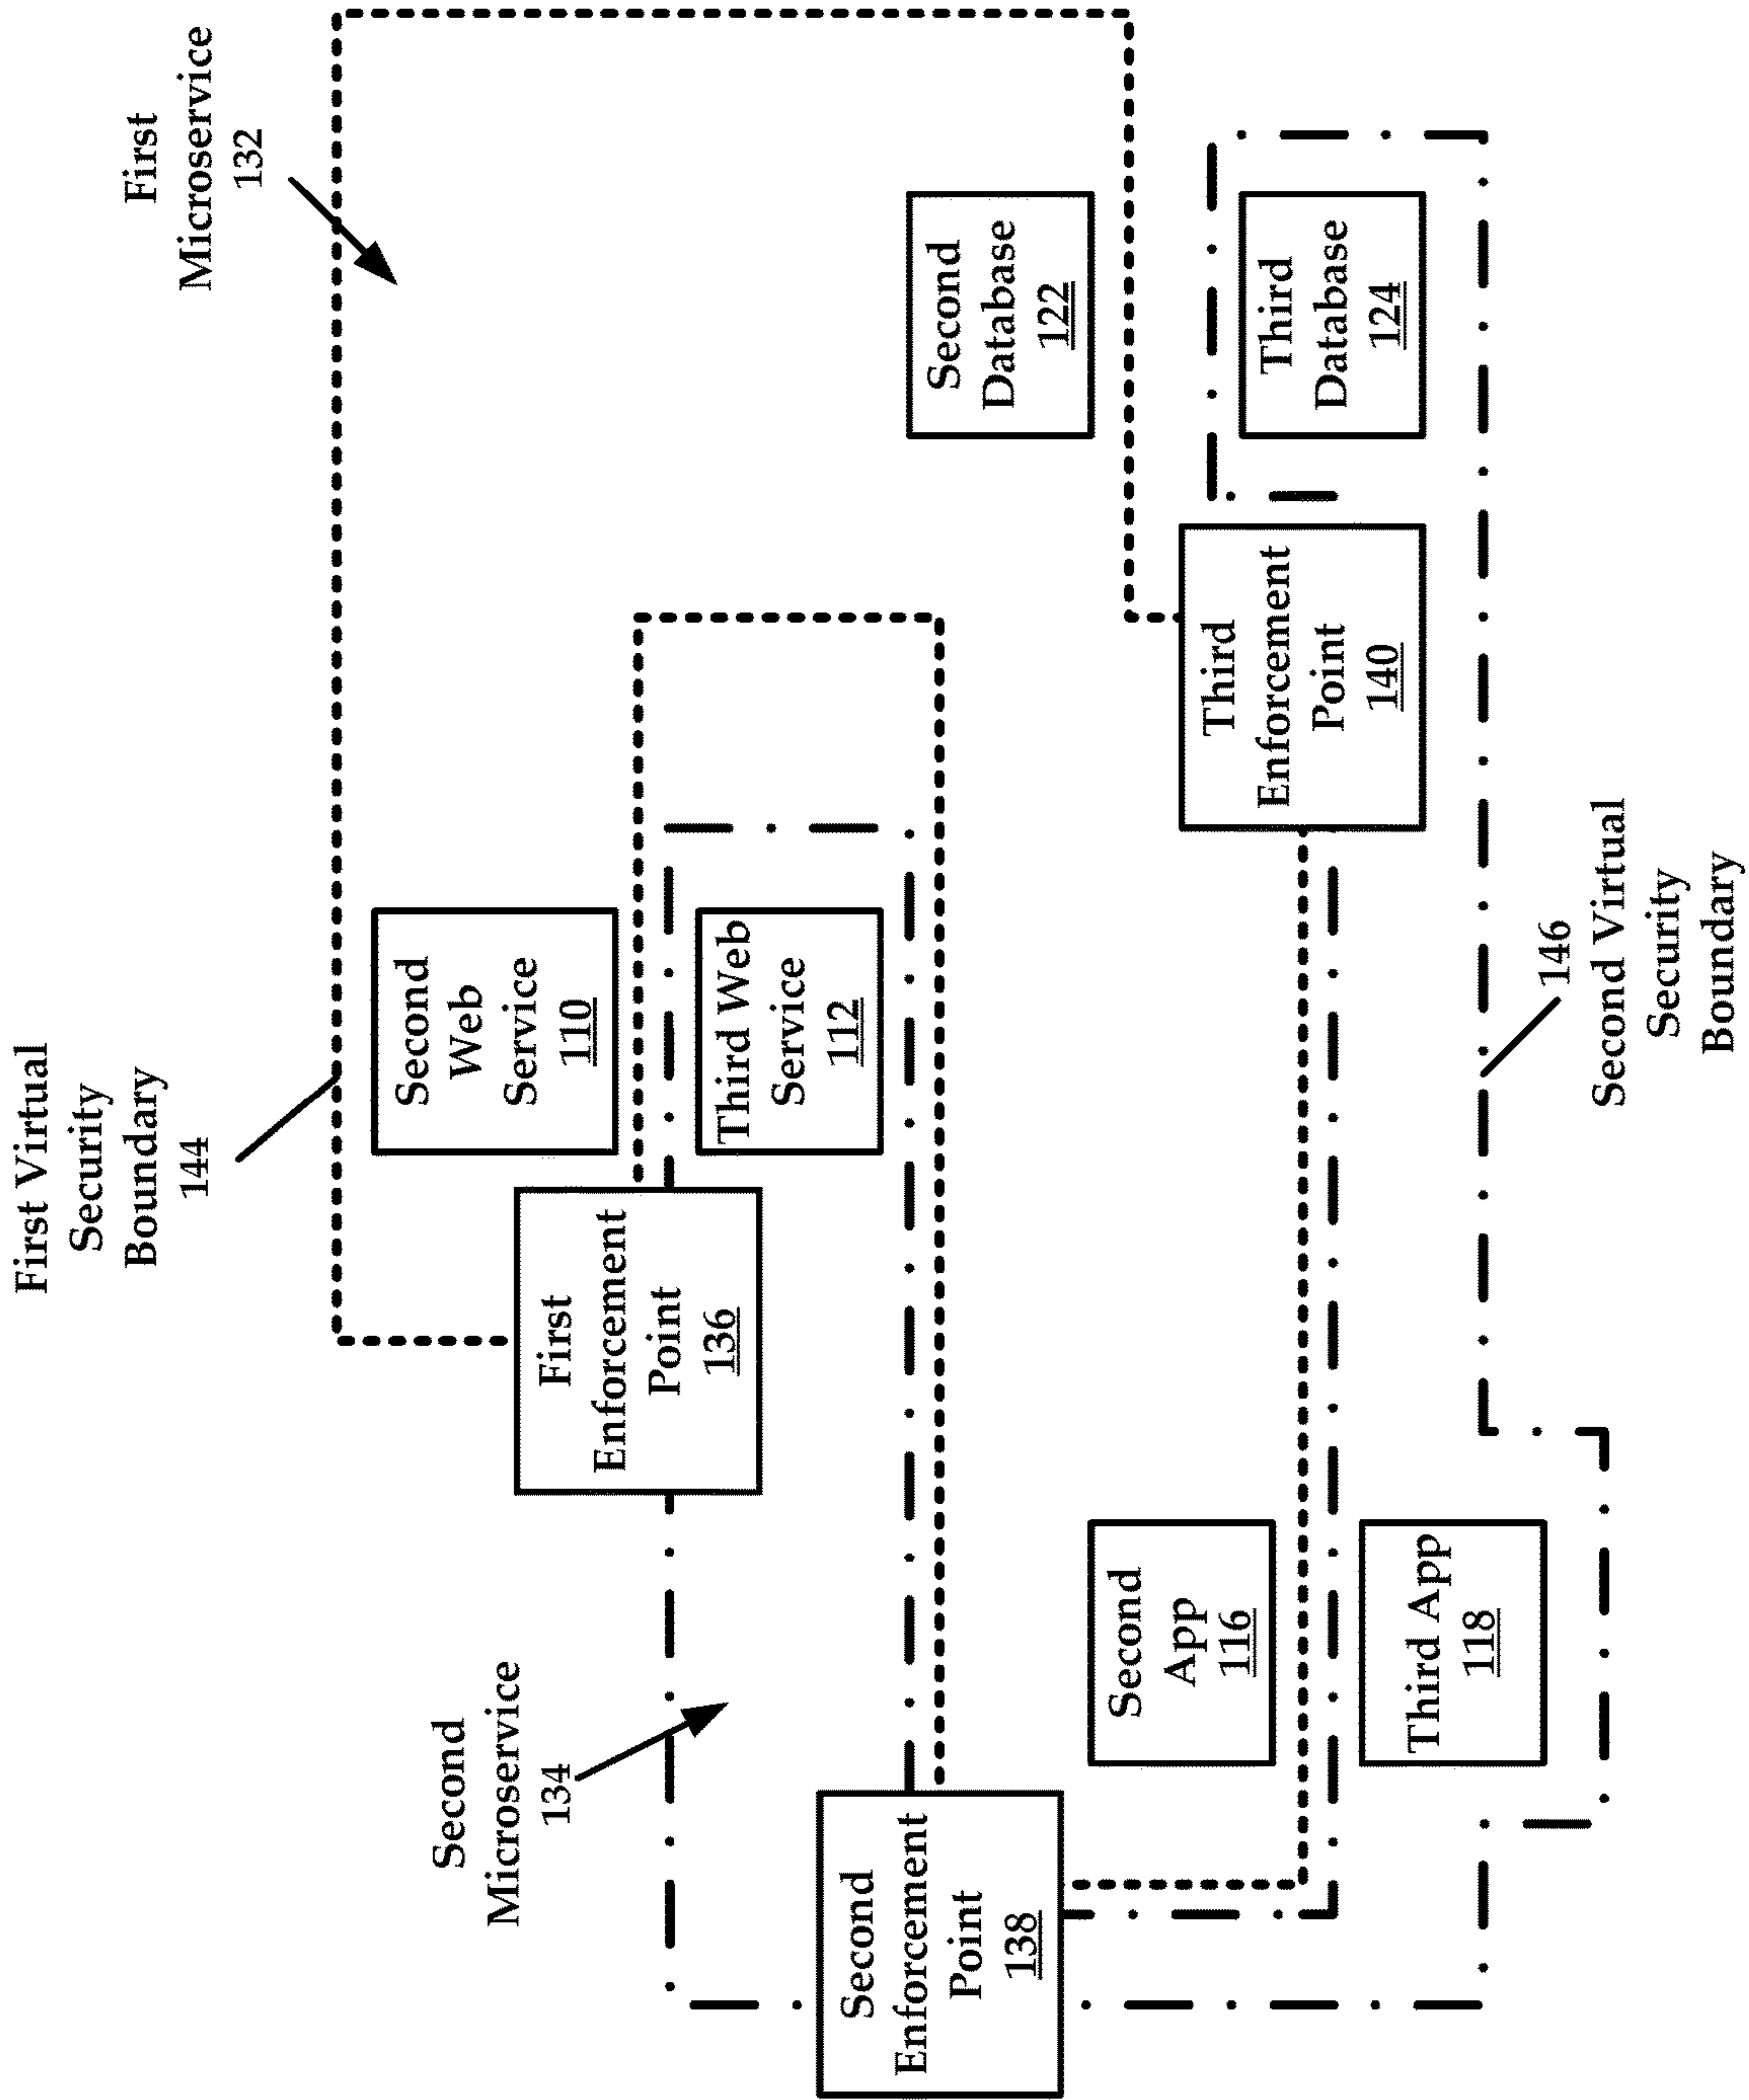 First
Microservice
132
First Virtual
Security
Boundary
144
Second
Web
Service
110
Second
Database
122
Third Web
Service
112
Third
Database
124
First
Enforcement
Point
136
Third
Enforcement
Point
140
Second
Microservice
134
Second
App
116
Third App
118
Second
Enforcement
Point
138
146
Second Virtual
Security
Boundary